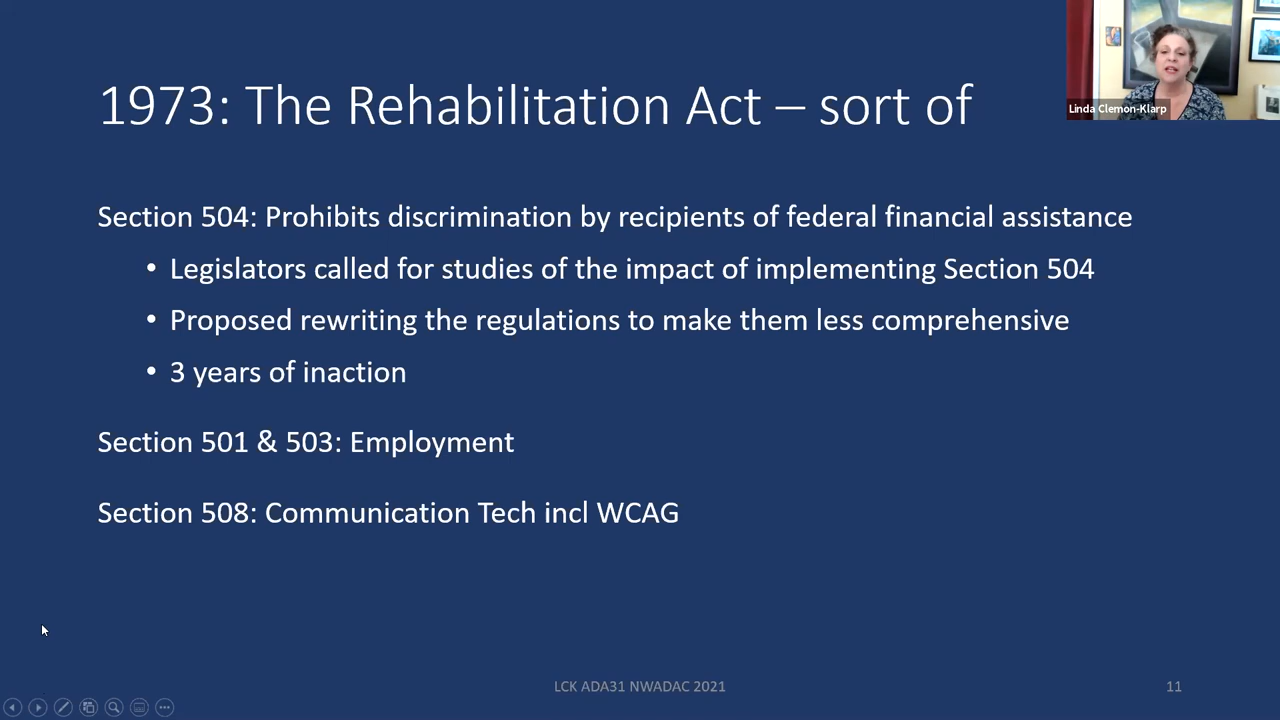 1973: The Rehabilitation Act – sort of
Linda Clemon-Klarp
Section 504: Prohibits discrimination by recipients of federal financial assistance
• Legislators called for studies of the impact of implementing Section 504
• Proposed rewriting the regulations to make them less comprehensive
• 3 years of inaction
Section 501 & 503: Employment
Section 508: Communication Tech incl WCAG
LCK ADA31 NWADAC 2021
11